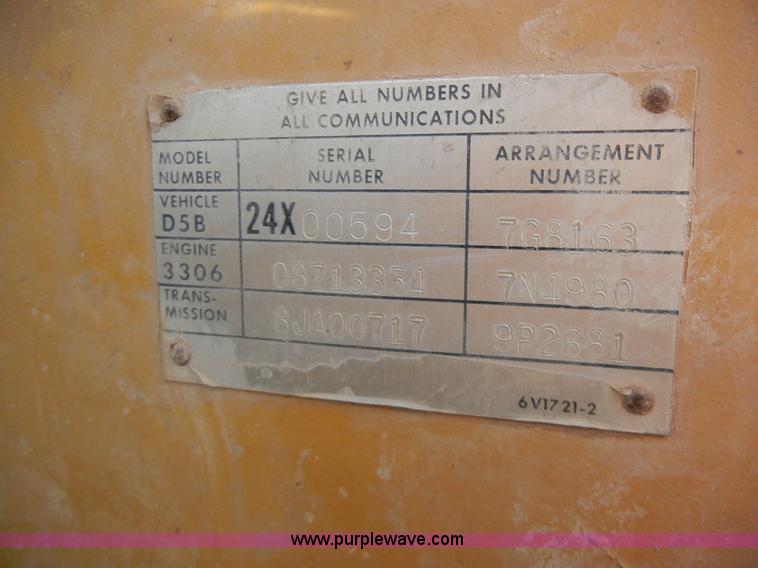 GIVE ALL NUMBERS IN
ALL COMMUNICATIONS
MODEL NUMBER SERIAL NUMBER ARRANGEMENT NUMBER
VEHICLE D5B 24X00594 7G8163
ENGINE 3306 08Z13354 7N4980
TRANS-MISSION 8JA00717 9P2681
6V1721-2
www.purplewave.com